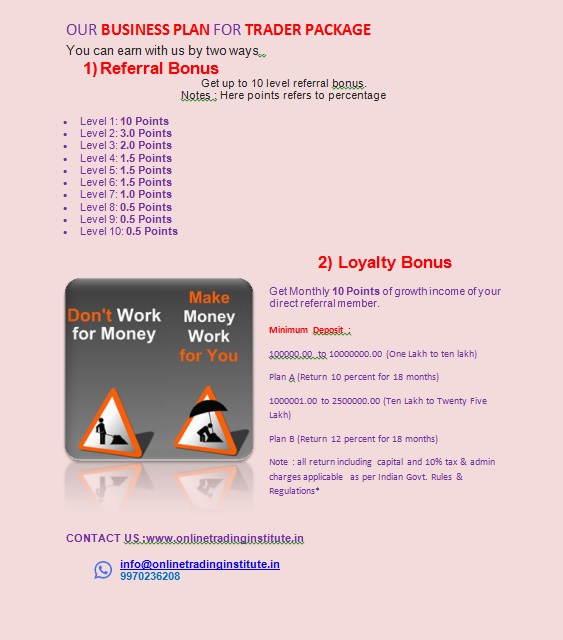 OUR BUSINESS PLAN FOR TRADER PACKAGE
You can earn with us by two ways..
1) Referral Bonus
Get up to 10 level referral bonus.
Notes : Here points refers to percentage
• Level 1: 10 Points
• Level 2: 3.0 Points
• Level 3: 2.0 Points
• Level 4: 1.5 Points
• Level 5: 1.5 Points
• Level 6: 1.5 Points
• Level 7: 1.0 Points
• Level 8: 0.5 Points
• Level 9: 0.5 Points
• Level 10: 0.5 Points
2) Loyalty Bonus
Don't Work
for Money
Make
Money
Work
for You
Get Monthly 10 Points of growth income of your
direct referral member.
Minimum Deposit :
100000.00 to 10000000.00 (One Lakh to ten lakh)
Plan A (Return 10 percent for 18 months)
1000001.00 to 2500000.00 (Ten Lakh to Twenty Five
Lakh)
Plan B (Return 12 percent for 18 months)
Note : all return including capital and 10% tax & admin
charges applicable as per Indian Govt. Rules &
Regulations*
CONTACT US :www.onlinetradinginstitute.in
info@onlinetradinginstitute.in
9970236208